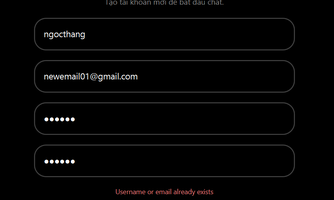 Tạo tài khoản mới để bắt đầu chat.
ngocthang
newemail01@gmail.com
●●●●●●
●●●●●●
Username or email already exists